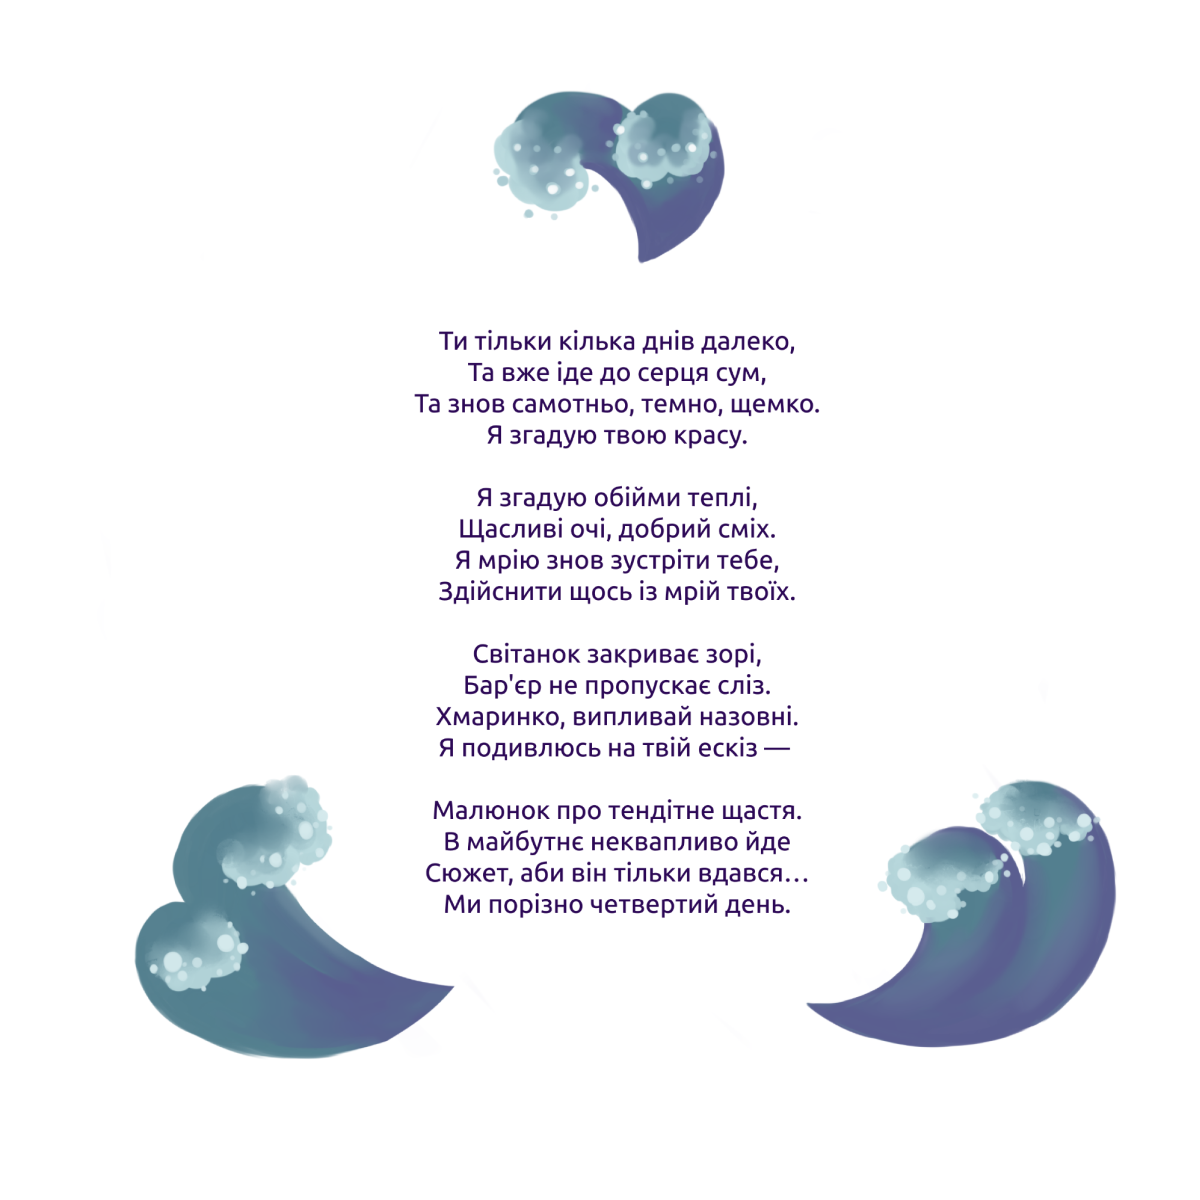 Ти тільки кілька днів далеко,
Та вже іде до серця сум,
Та знов самотньо, темно, щемко.
Я згадую твою красу.

Я згадую обійми теплі,
Щасливі очі, добрий сміх.
Я мрію знов зустріти тебе,
Здійснити щось із мрій твоїх.

Світанок закриває зорі,
Бар'єр не пропускає сліз.
Хмаринко, випливай назовні.
Я подивлюсь на твій ескіз —

Малюнок про тендітне щастя.
В майбутнє неквапливо йде
Сюжет, аби він тільки вдався…
Ми порізно четвертий день.